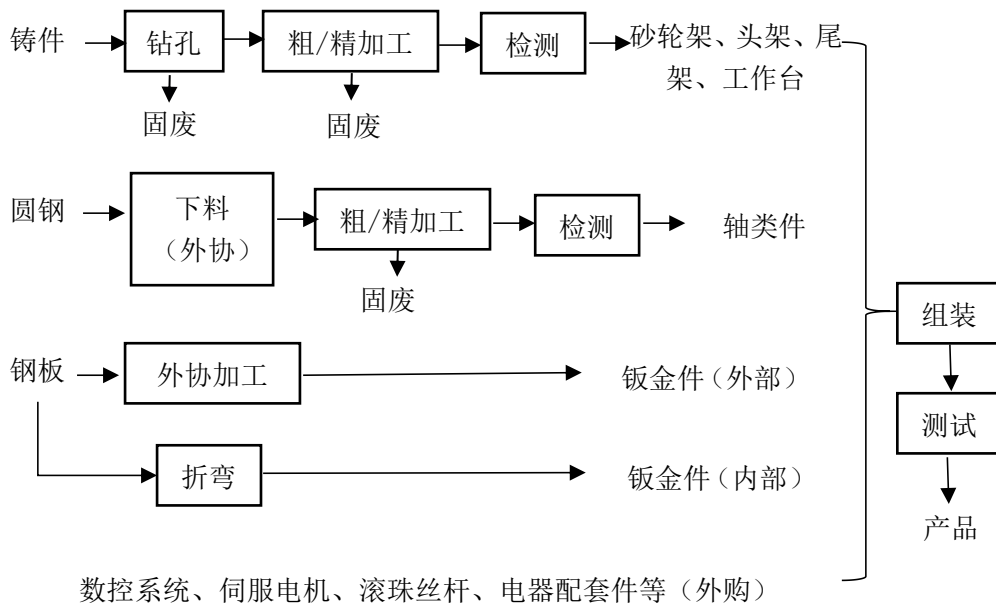 铸件
钻孔
粗/精加工
检测
砂轮架、头架、尾
架、工作台
固废
固废
圆钢
下料
（外协）
粗/精加工
检测
轴类件
固废
组装
钢板
外协加工
钣金件（外部）
测试
折弯
钣金件（内部）
产品
数控系统、伺服电机、滚珠丝杆、电器配套件等（外购）